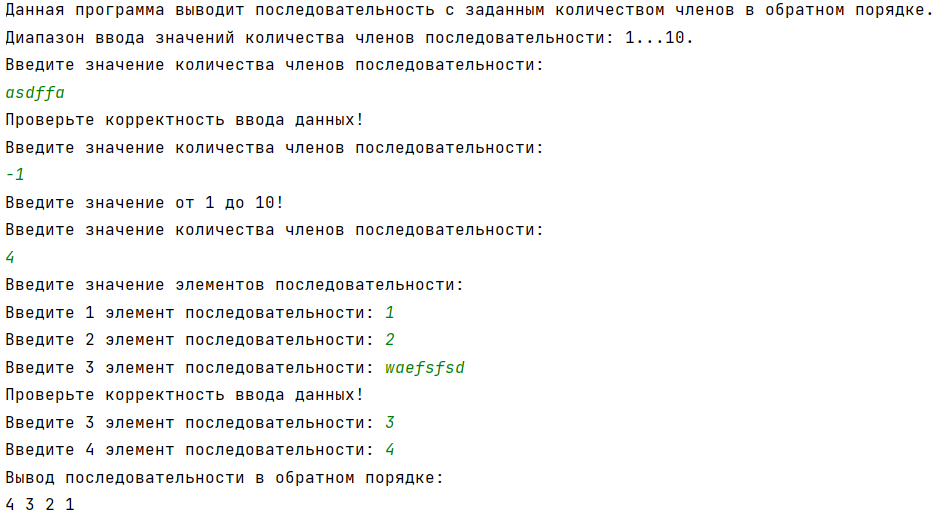 Данная программа выводит последовательность с заданным количеством членов в обратном порядке.
Диапазон ввода значений количества членов последовательности: 1...10.
Введите значение количества членов последовательности:
asdffa
Проверьте корректность ввода данных!
Введите значение количества членов последовательности:
-1
Введите значение от 1 до 10!
Введите значение количества членов последовательности:
4
Введите значение элементов последовательности:
Введите 1 элемент последовательности: 1
Введите 2 элемент последовательности: 2
Введите 3 элемент последовательности: waefsfsd
Проверьте корректность ввода данных!
Введите 3 элемент последовательности: 3
Введите 4 элемент последовательности: 4
Вывод последовательности в обратном порядке:
4 3 2 1